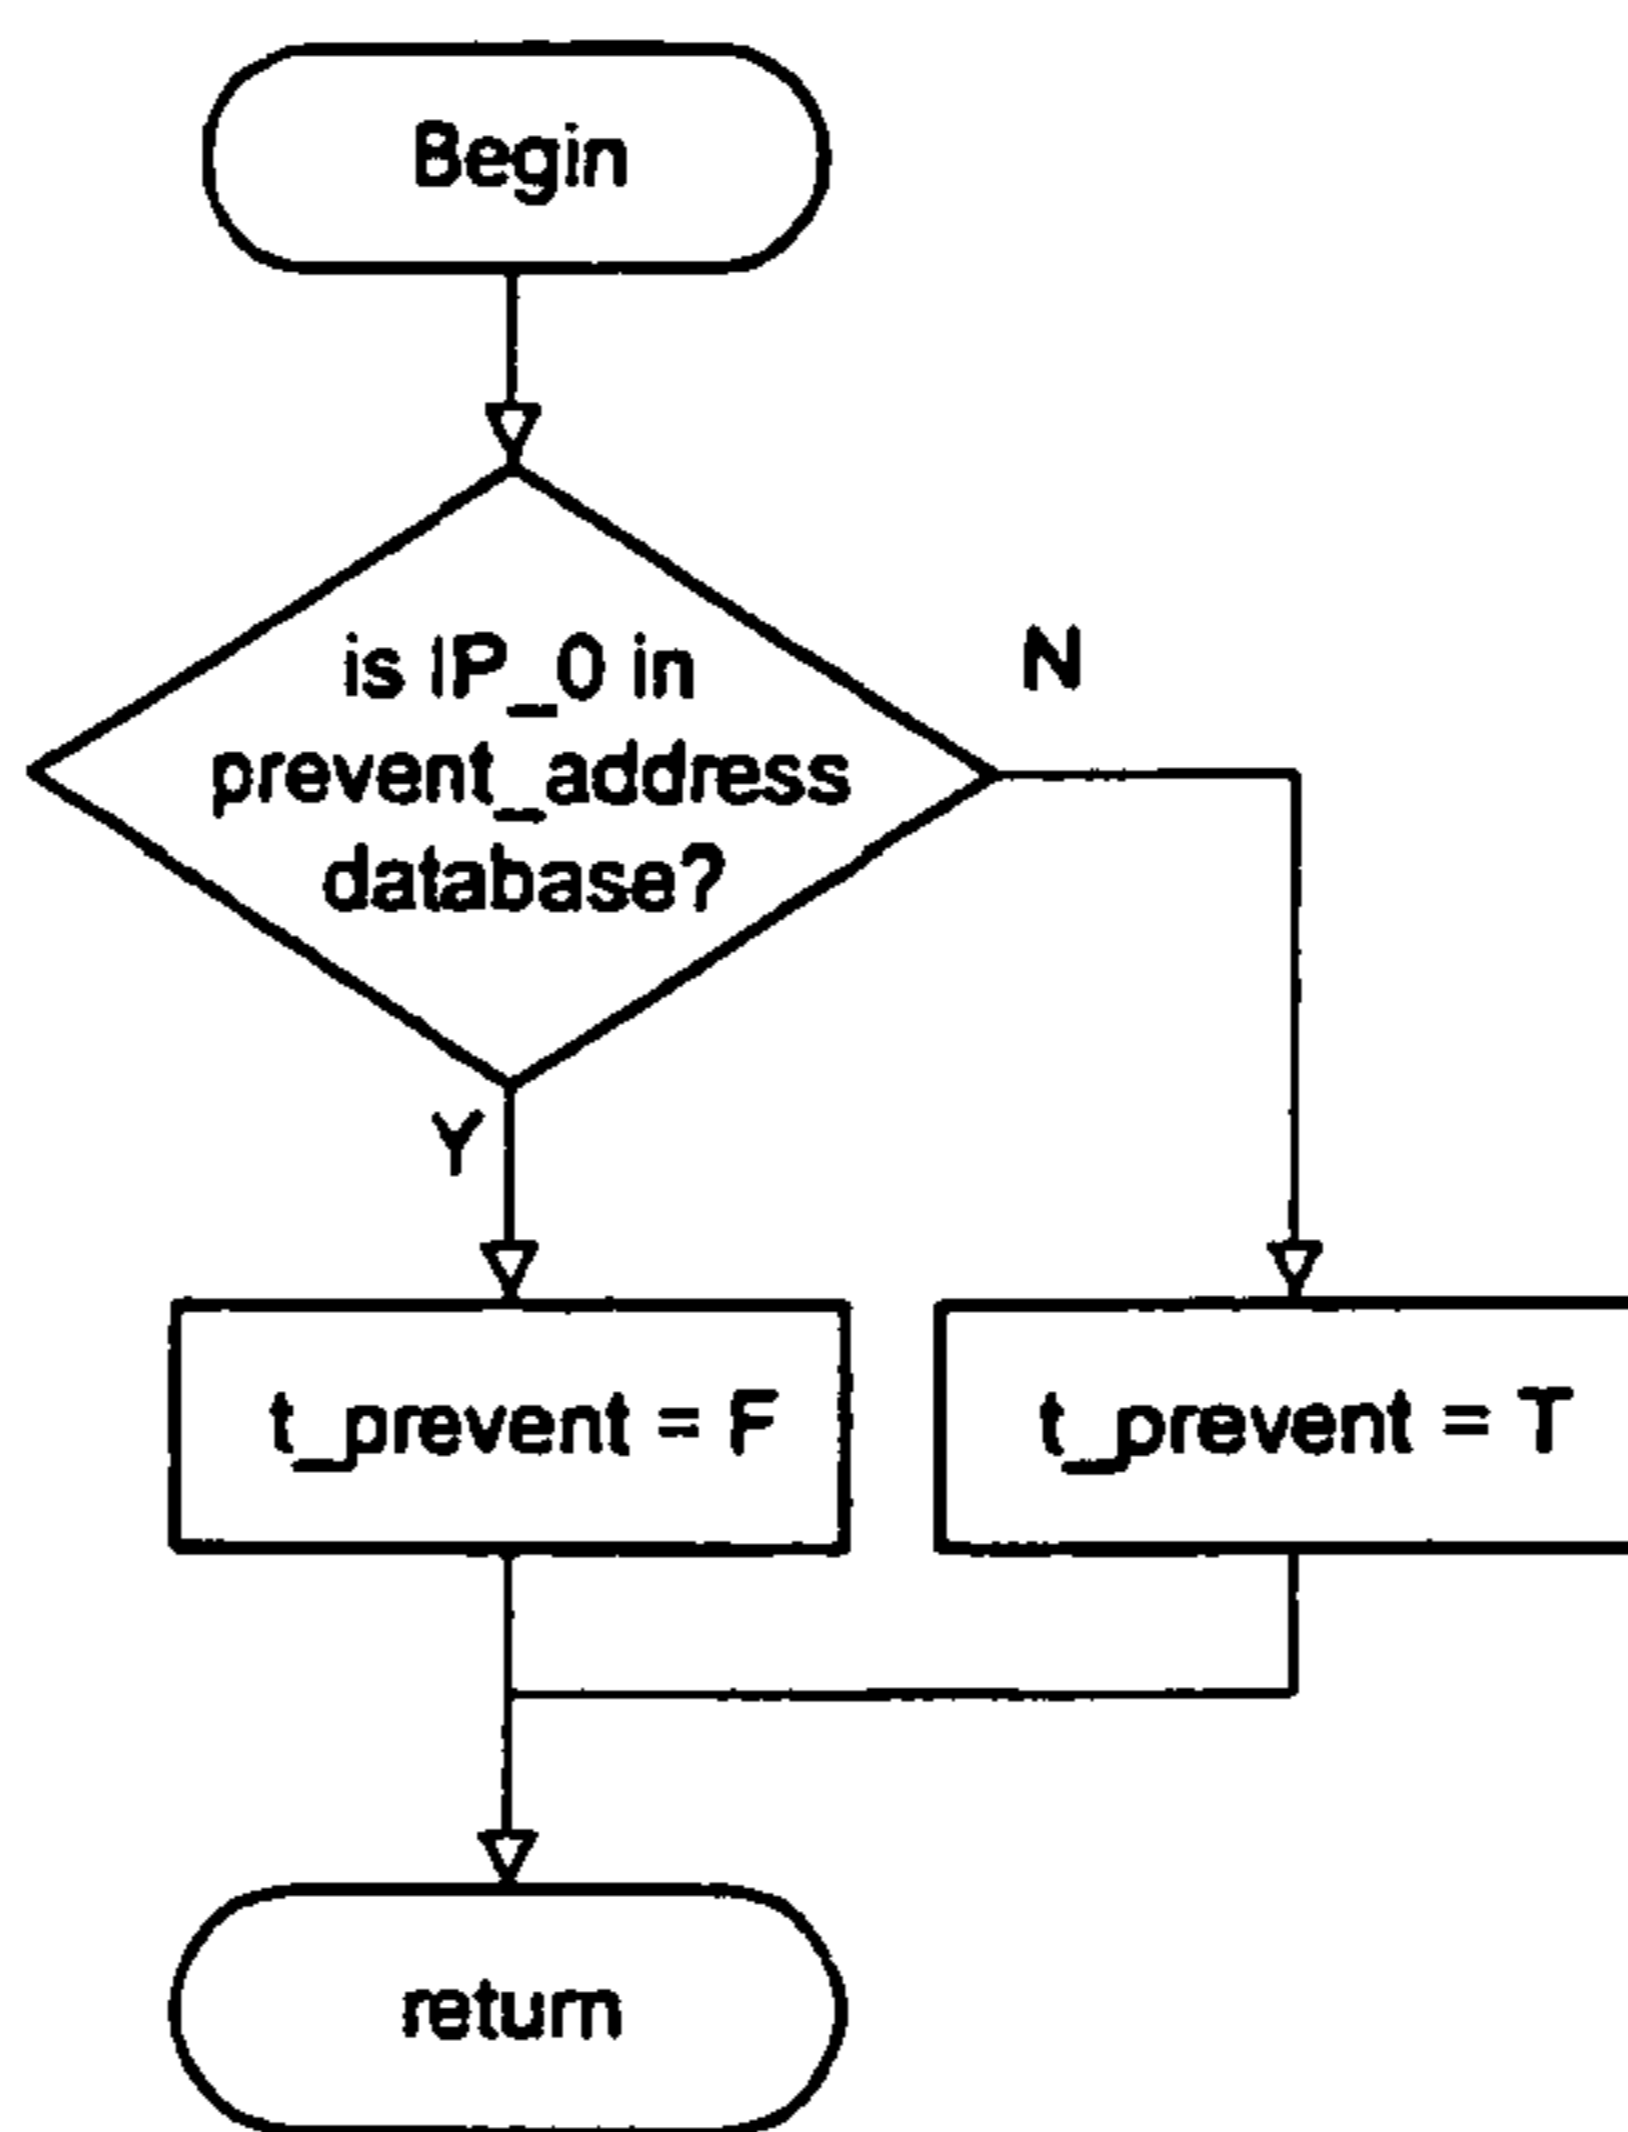 Begin
is IP_0 in
prevent_address
database?
N
Y
t_prevent = F
t_prevent = T
return